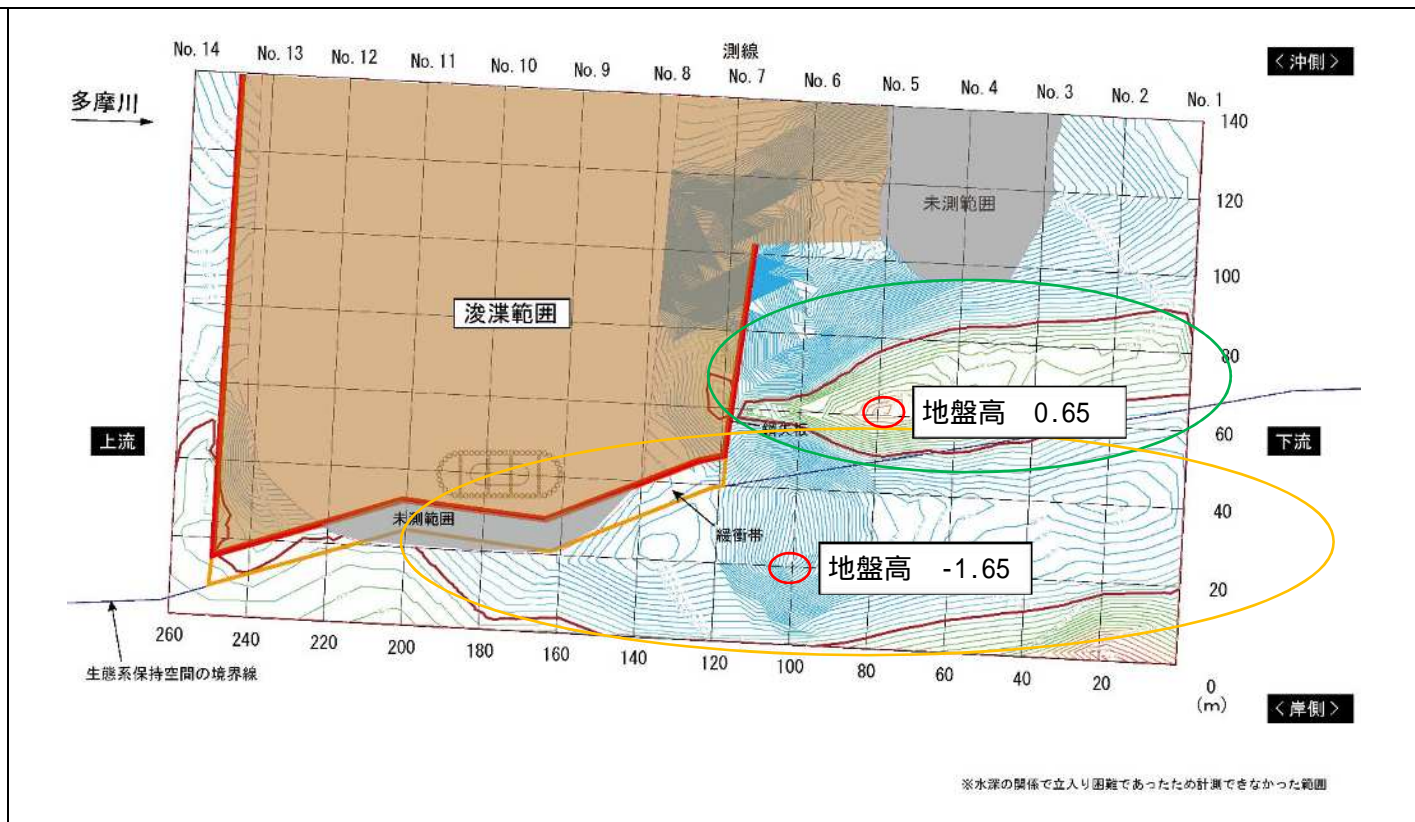 測線
No. 14
No. 13
No. 12
No. 11
No. 10
No. 9
No. 8
No. 7
No. 6
No. 5
No. 4
No. 3
No. 2
No. 1
<沖側>
多摩川
140
未測範囲
120
100
浚渫範囲
80
地盤高 0.65
鋼矢板
上流
60
下流
未測範囲
40
緩衝帯
地盤高 -1.65
20
260
240
220
200
180
160
140
120
100
80
60
40
20
0
(m)
生態系保持空間の境界線
<岸側>
※水深の関係で立入り困難であったため計測できなかった範囲